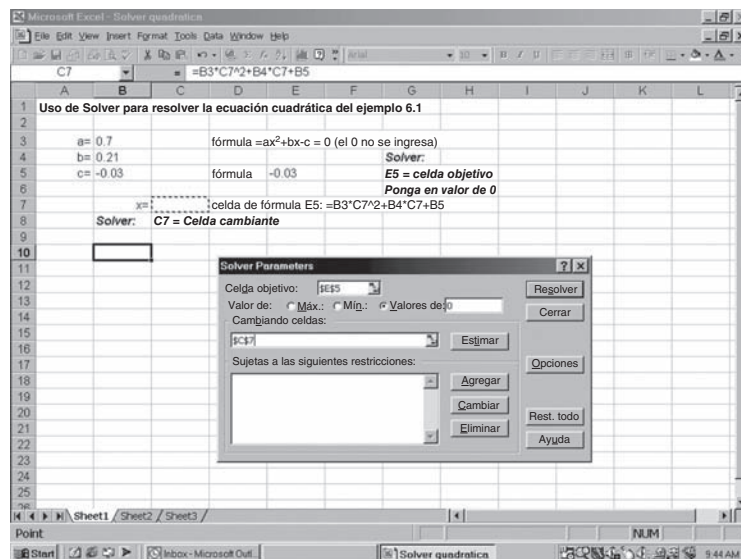 Microsoft Excel - Solver quadratica
File Edit View Insert Format Tools Data Window Help
Arial 10 B I U
C7 = =B3*C7^2+B4*C7+B5
A B C D E F G H I J K L
1 Uso de Solver para resolver la ecuación cuadrática del ejemplo 6.1
2
3 a= 0.7 fórmula =ax²+bx-c = 0 (el 0 no se ingresa)
4 b= 0.21 Solver:
5 c= -0.03 fórmula -0.03 E5 = celda objetivo
6 Ponga en valor de 0
7 x= celda de fórmula E5: =B3*C7^2+B4*C7+B5
8 Solver: C7 = Celda cambiante
9
10
11 Solver Parameters
12 Celda objetivo: $E$5 Resolver
13 Valor de: Máx.: Mín.: Valores de: 0 Cerrar
14 Cambiando celdas:
15 $C$7 Estimar
16 Sujetas a las siguientes restricciones: Opciones
17
18 Agregar
19 Cambiar
20 Rest. todo
21 Eliminar
22 Ayuda
23
24
25
26
Sheet1 Sheet2 Sheet3
Point NUM
Start Inbox - Microsoft Outl... Solver quadratica 9:44 AM